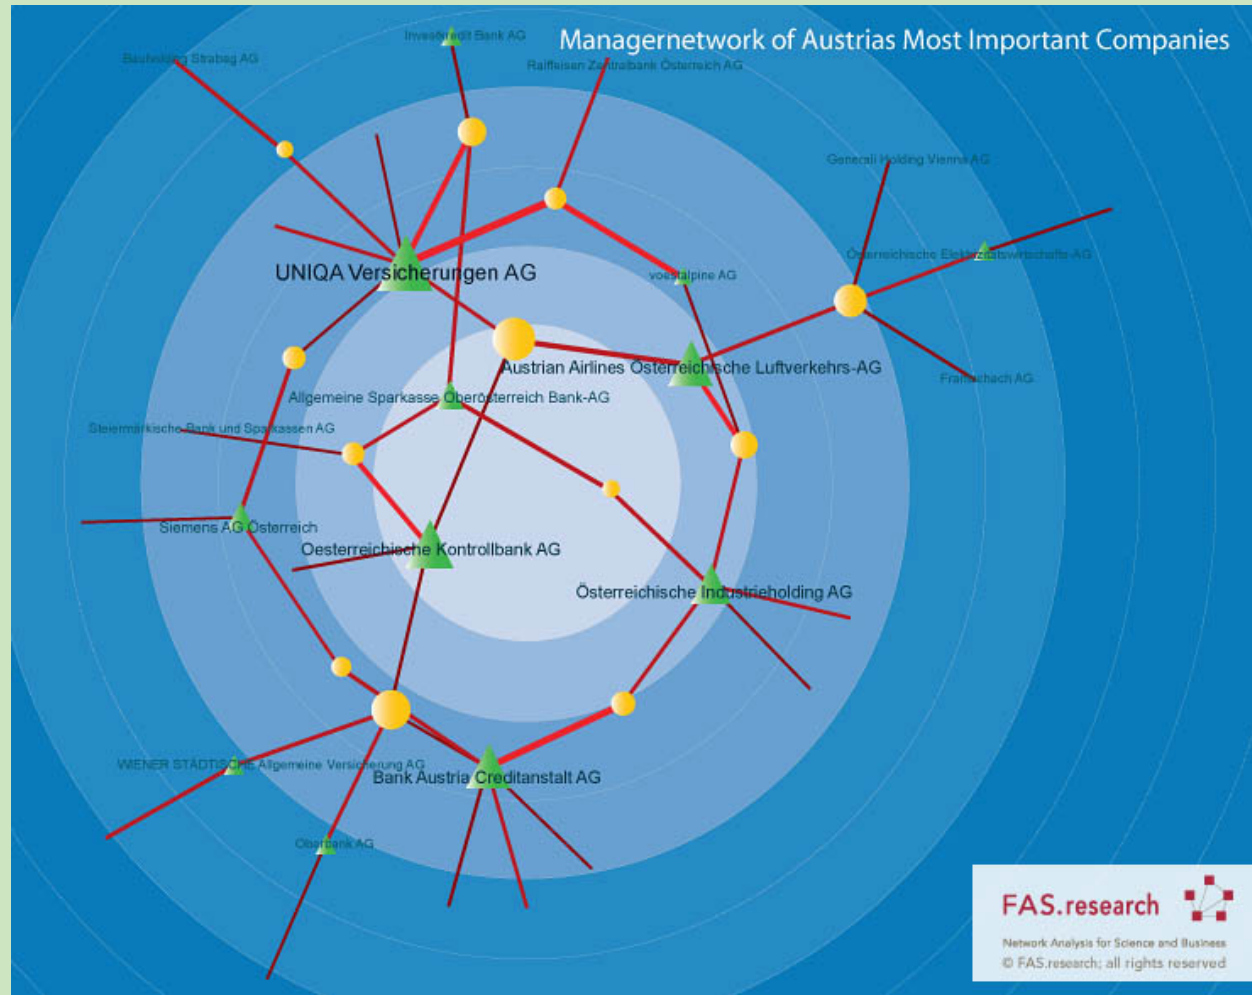 Investkredit Bank AG
Managernetwork of Austrias Most Important Companies
Bauholding Strabag AG
Raiffeisen Zentralbank Österreich AG
Generali Holding Vienna AG
Österreichische Elektrizitätswirtschafts-AG
UNIQA Versicherungen AG
voestalpine AG
Austrian Airlines Österreichische Luftverkehrs-AG
Frantschach AG
Allgemeine Sparkasse Oberösterreich Bank-AG
Steiermärkische Bank und Sparkassen AG
Siemens AG Österreich
Oesterreichische Kontrollbank AG
Österreichische Industrieholding AG
WIENER STÄDTISCHE Allgemeine Versicherung AG
Bank Austria Creditanstalt AG
Oberbank AG
FAS.research
Network Analysis for Science and Business
© FAS.research; all rights reserved